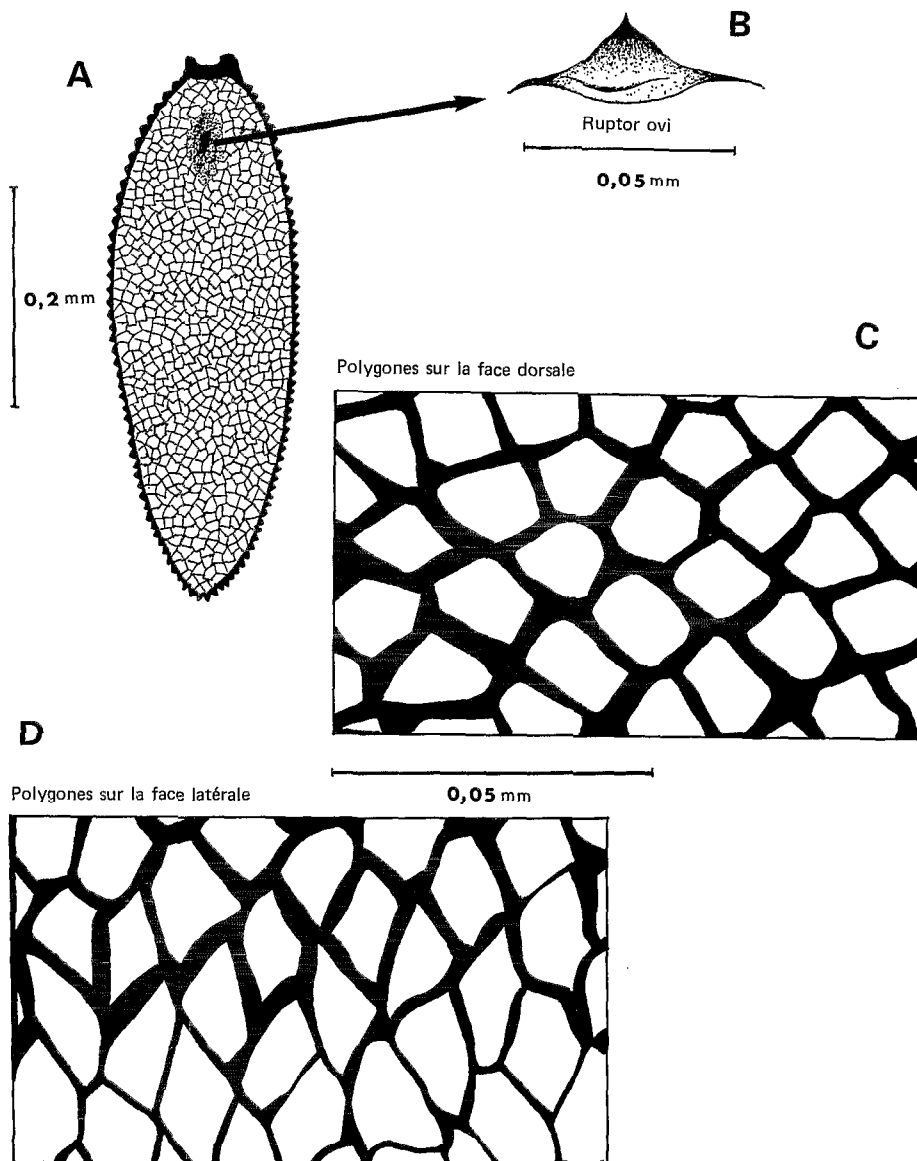 A
B
Ruptor ovi
0,05 mm
0,2 mm
C
Polygones sur la face dorsale
D
0,05 mm
Polygones sur la face latérale